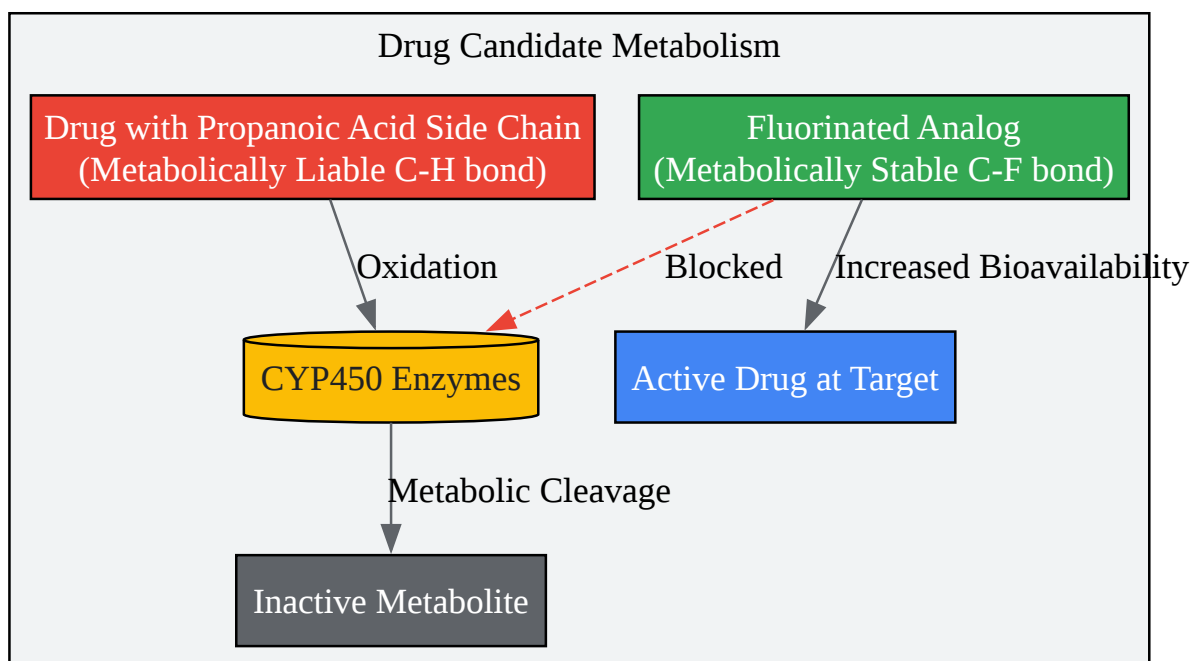 Drug Candidate Metabolism
Drug with Propanoic Acid Side Chain
(Metabolically Liable C-H bond)
Fluorinated Analog
(Metabolically Stable C-F bond)
Oxidation
Blocked
Increased Bioavailability
CYP450 Enzymes
Active Drug at Target
Metabolic Cleavage
Inactive Metabolite